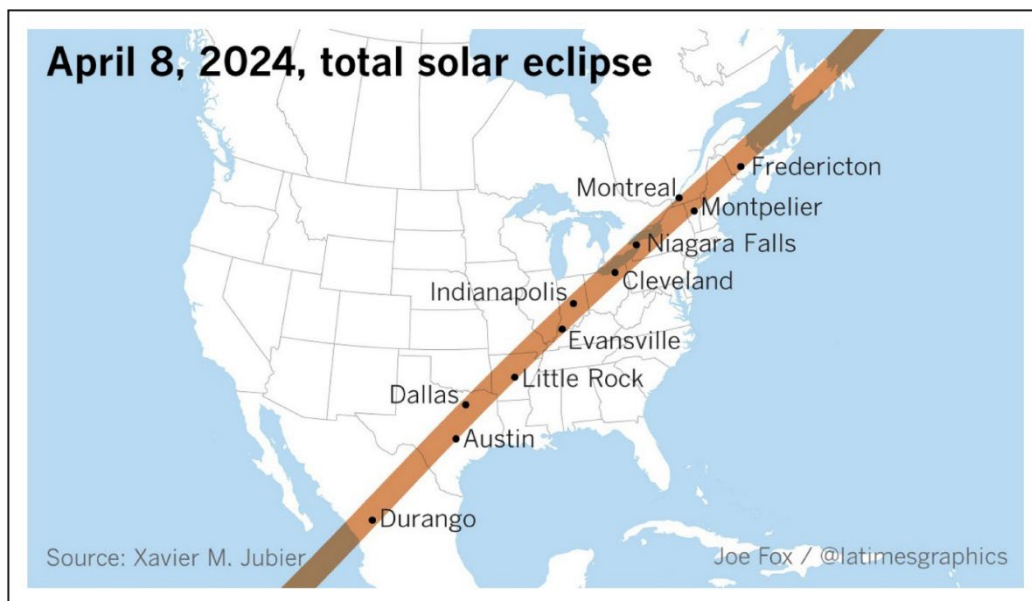 April 8, 2024, total solar eclipse
Fredericton
Montreal
Montpelier
Niagara Falls
Cleveland
Indianapolis
Evansville
Little Rock
Dallas
Austin
Durango
Source: Xavier M. Jubier
Joe Fox / @latimesgraphics